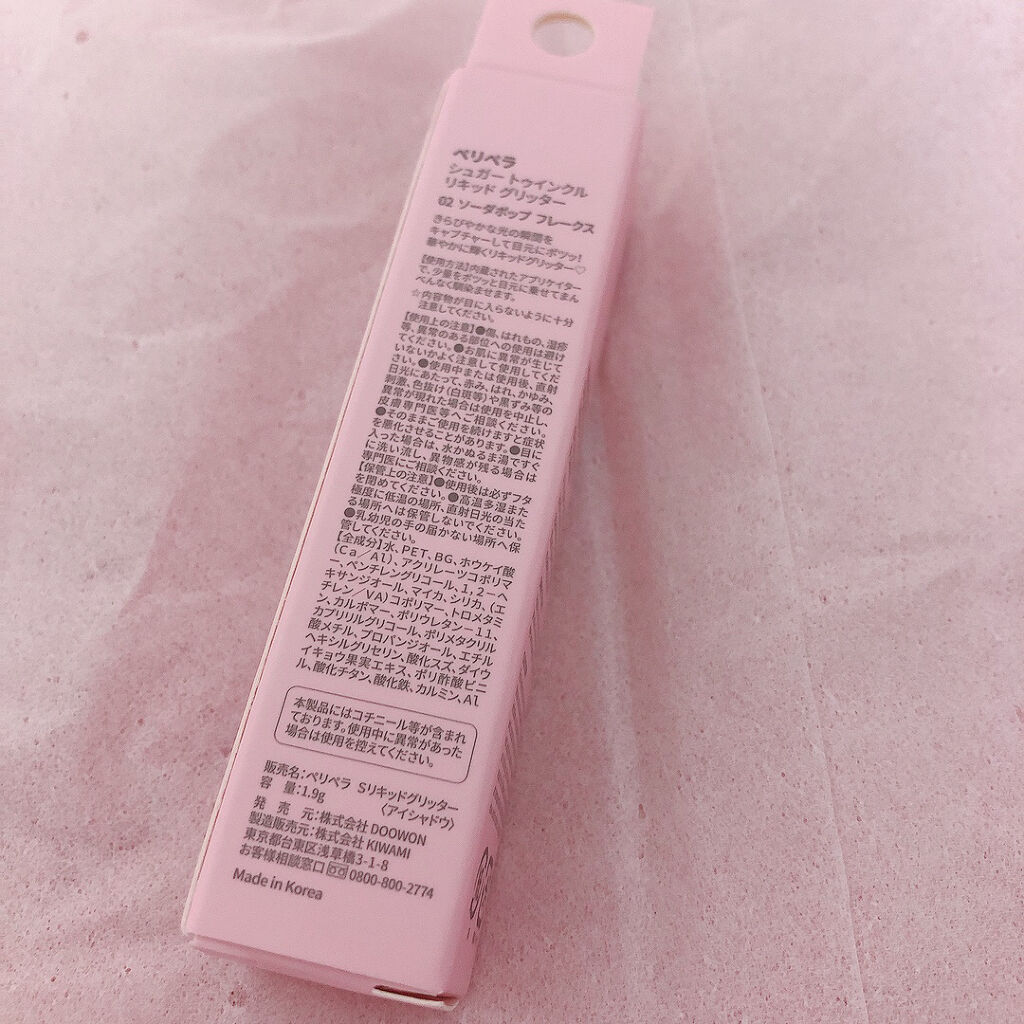 ペリペラ
シュガー トゥインクル
リキッド グリッター
02 ソーダポップ フレークス
きらびやかな光の瞬間を
キャプチャーして目元にポツッ!
華やかに輝くリキッドグリッター♡
【使用方法】内蔵されたアプリケイター
で、少量をポツッと目元に乗せてまん
べんなく馴染ませます。
☆内容物が目に入らないように十分
注意してください。
【使用上の注意】●傷、はれもの、湿疹
等、異常のある部位への使用は避け
てください。●お肌に異常が生じて
いないかよく注意して使用してくだ
さい。●使用中または使用後、直射
日光にあたって、赤み、はれ、かゆみ、
刺激、色抜け(白斑等)や黒ずみ等の
異常が現れた場合は使用を中止し、
皮膚専門医等へご相談ください。
●そのままご使用を続けますと症状
を悪化させることがあります。●目に
入った場合は、水かぬるま湯ですぐ
に洗い流し、異物感が残る場合は
専門医にご相談ください。
【保管上の注意】●使用後は必ずフタ
を閉めてください。●高温多湿また
極度に低温の場所、直射日光の当た
る場所へは保管しないでください。
●乳幼児の手の届かない場所へ保
管してください。
【全成分】水、PET、BG、ホウケイ酸
(Ca/Al)、アクリレーツコポリマ
ー、ペンチレングリコール、1,2-ヘ
キサンジオール、マイカ、シリカ、(エ
チレン/VA)コポリマー、トロメタミ
ン、カルボマー、ポリウレタン-11、
カプリリルグリコール、ポリメタクリル
酸メチル、プロパンジオール、エチル
ヘキシルグリセリン、酸化スズ、ダイウ
イキョウ果実エキス、ポリ酢酸ビニ
ル、酸化チタン、酸化鉄、カルミン、Al
本製品にはコチニール等が含まれ
ております。使用中に異常があった
場合は使用を控えてください。
販売名:ペリペラ Sリキッドグリッター
〈アイシャドウ〉
容 量:1.9g
発 売 元:株式会社 DOOWON
製造販売元:株式会社 KIWAMI
東京都台東区浅草橋3-1-8
お客様相談窓口 0800-800-2774
Made in Korea